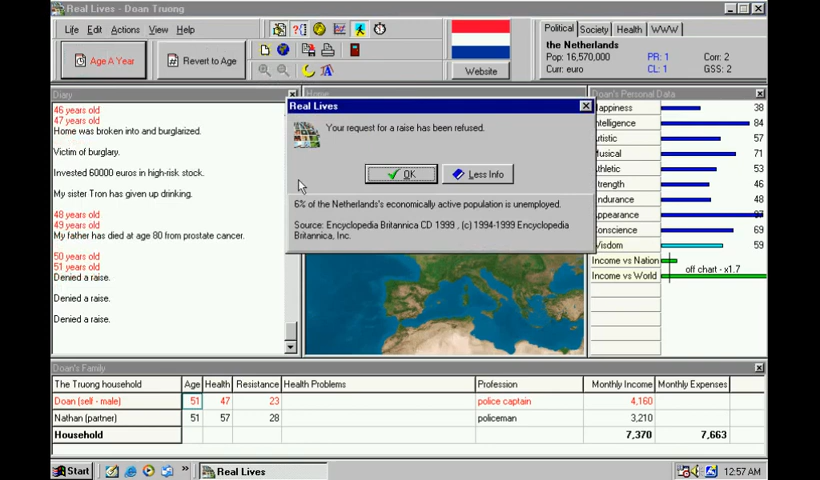 Real Lives - Doan Truong
Life Edit Actions View Help
Age A Year
Revert to Age
Website
Political Society Health WWW
the Netherlands
Pop: 16,570,000 PR: 1 Corr: 2
Curr: euro CL: 1 GSS: 2
Diary
46 years old
47 years old
Home was broken into and burglarized.
Victim of burglary.
Invested 60000 euros in high-risk stock.
My sister Tron has given up drinking.
48 years old
49 years old
My father has died at age 80 from prostate cancer.
50 years old
51 years old
Denied a raise.
Denied a raise.
Denied a raise.
Home
Real Lives
Your request for a raise has been refused.
OK
Less Info
6% of the Netherlands's economically active population is unemployed.
Source: Encyclopedia Britannica CD 1999 , (c) 1994-1999 Encyclopedia
Britannica, Inc.
Doan's Personal Data
Happiness 38
Intelligence 84
Artistic 57
Musical 71
Athletic 53
Strength 46
Endurance 48
Appearance
Conscience 69
Wisdom 59
Income vs Nation
Income vs World
off chart - x1.7
Doan's Family
The Truong household Age Health Resistance Health Problems Profession Monthly Income Monthly Expenses
Doan (self - male) 51 47 23 police captain 4,160
Nathan (partner) 51 57 28 policeman 3,210
Household 7,370 7,663
Start
Real Lives
12:57 AM